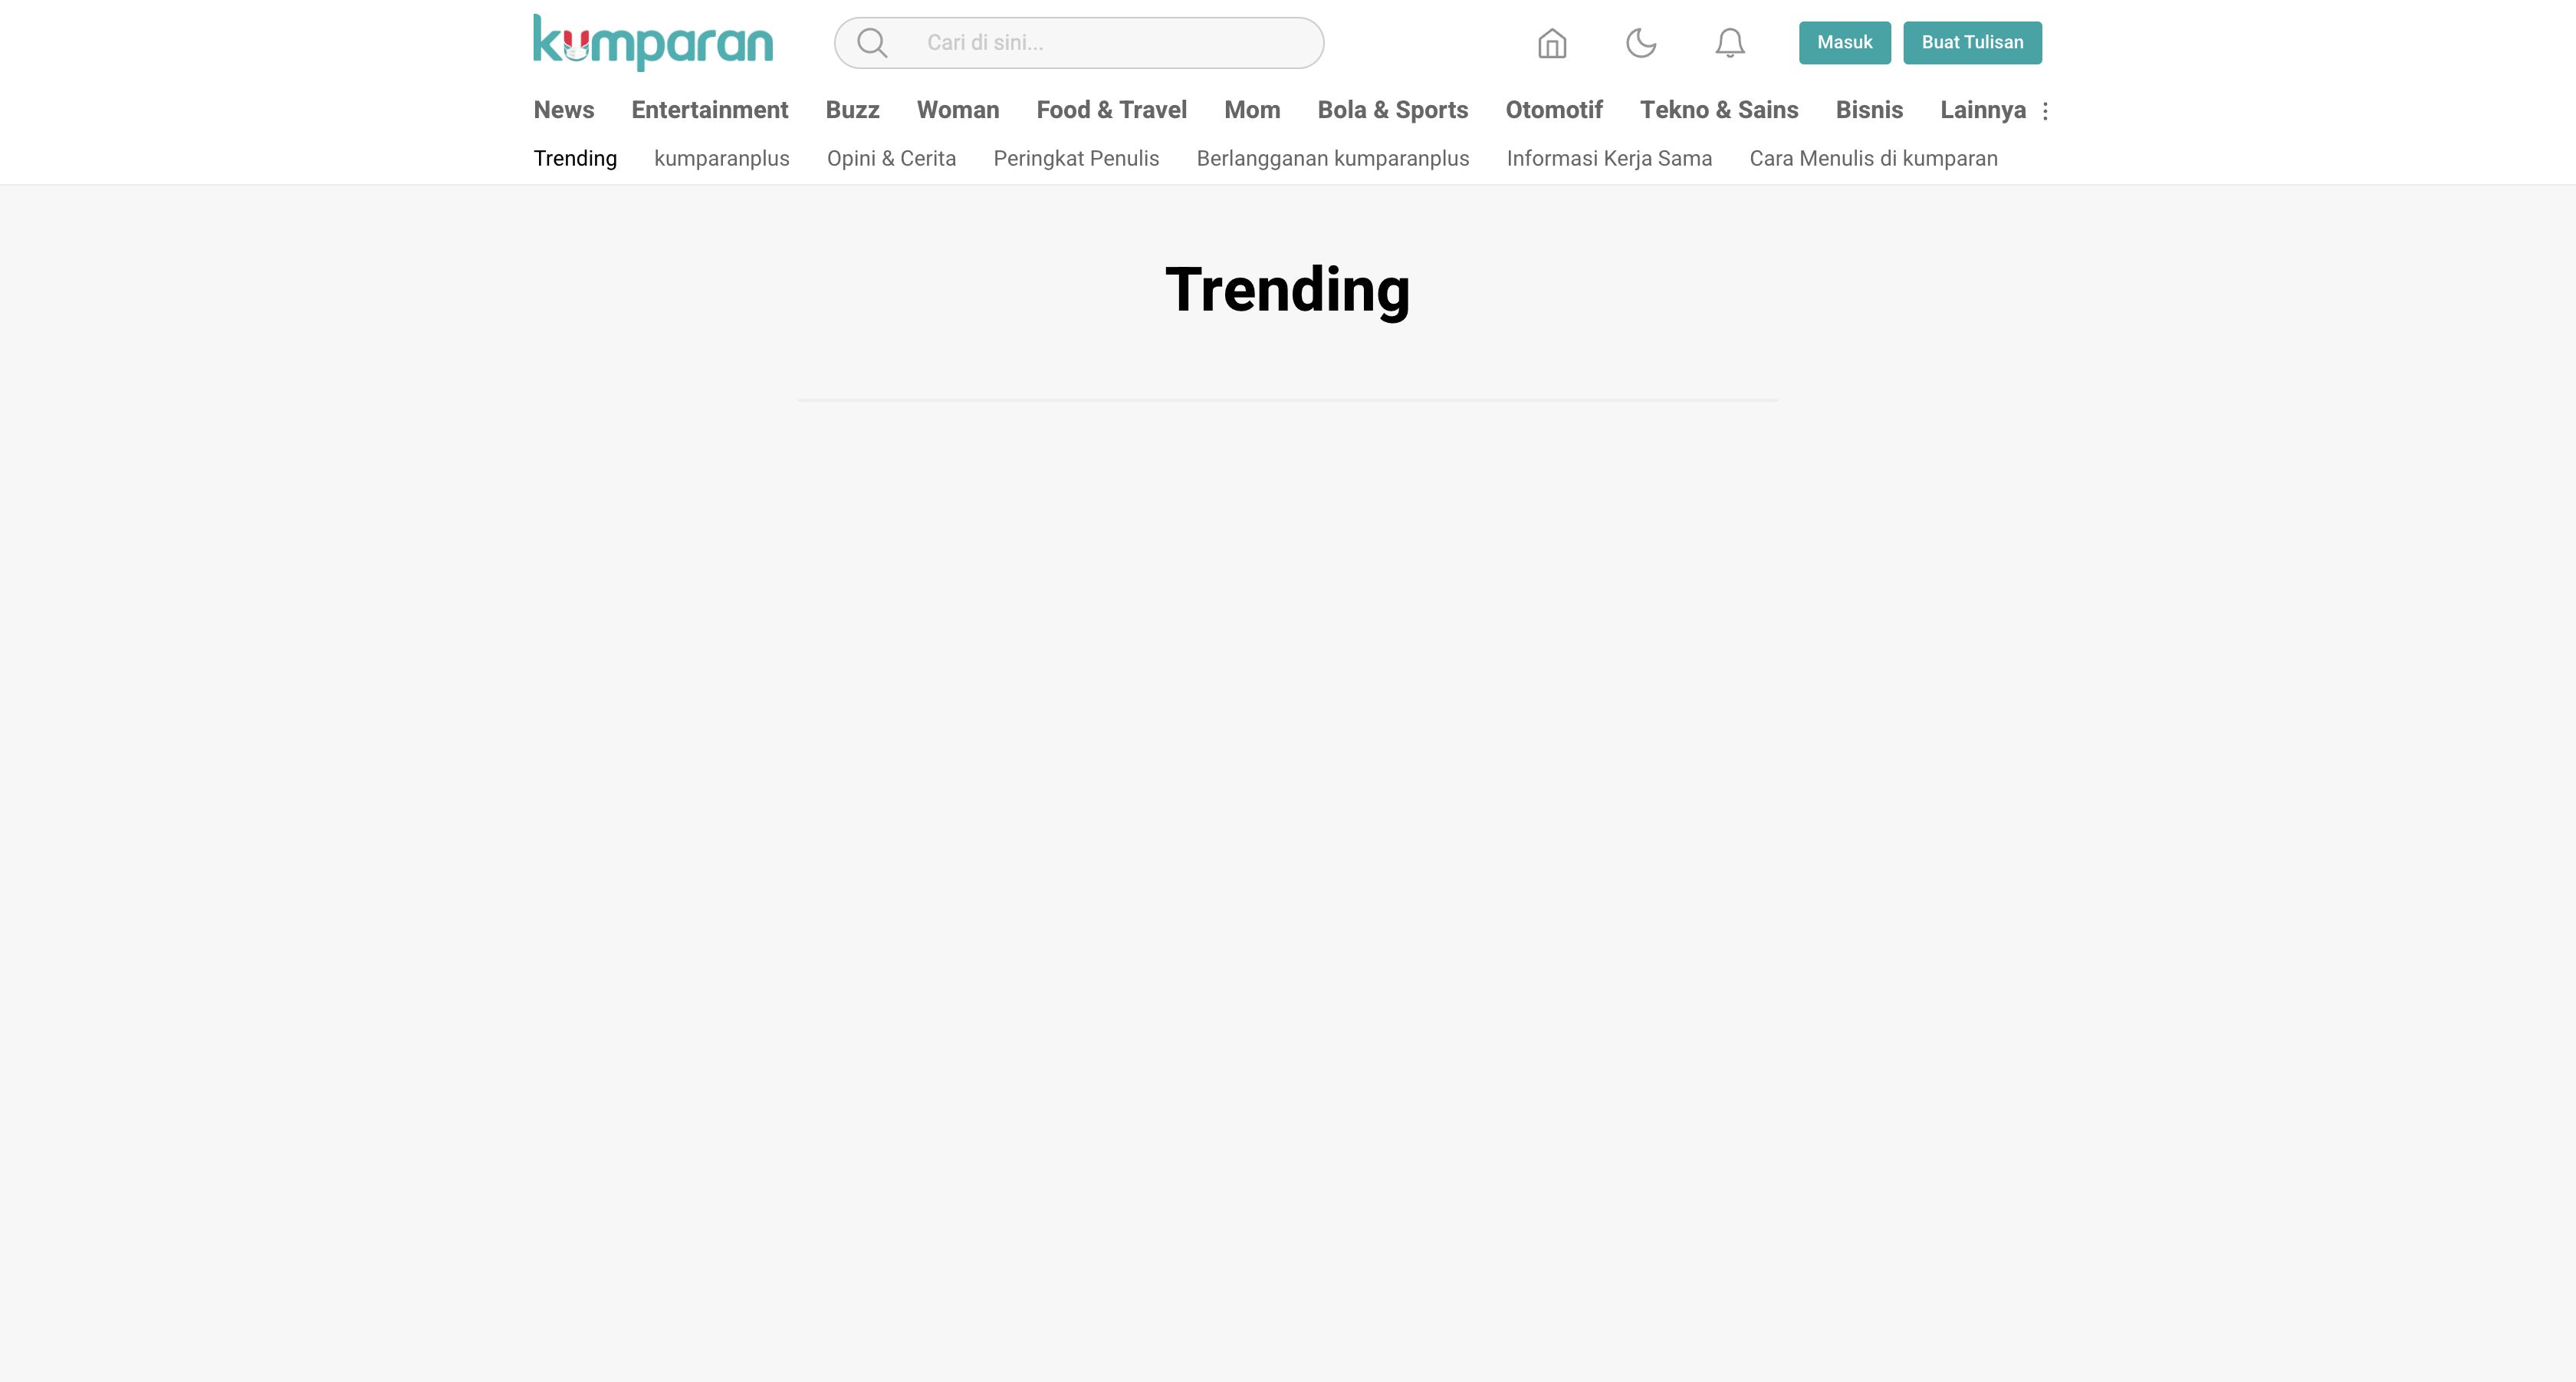 kumparan
Cari di sini...
Masuk
Buat Tulisan
News Entertainment Buzz Woman Food & Travel Mom Bola & Sports Otomotif Tekno & Sains Bisnis Lainnya
Trending kumparanplus Opini & Cerita Peringkat Penulis Berlangganan kumparanplus Informasi Kerja Sama Cara Menulis di kumparan
Trending